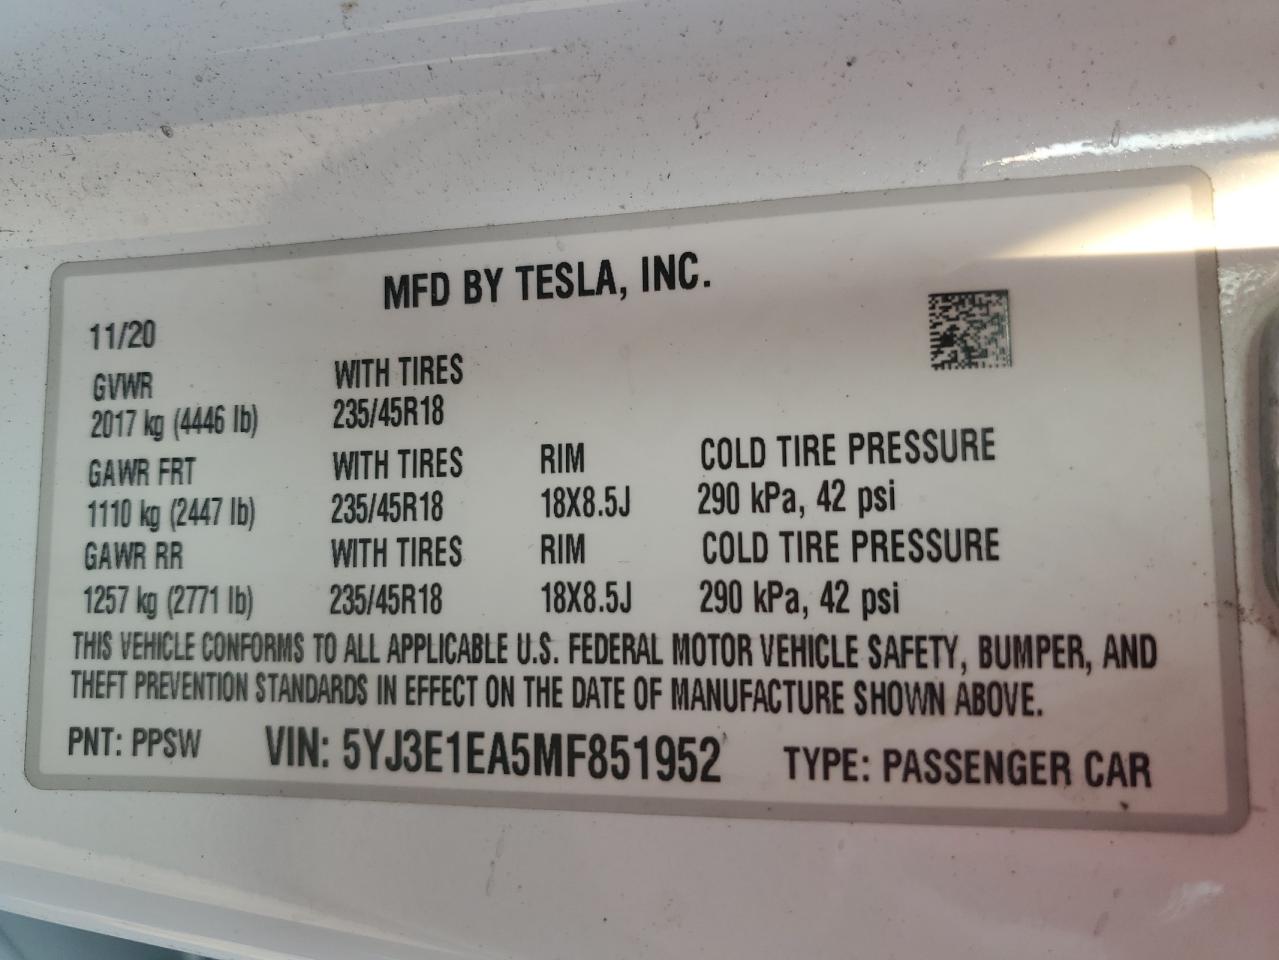 MFD BY TESLA, INC.
11/20
GVWR WITH TIRES
2017 kg (4446 lb) 235/45R18
GAWR FRT WITH TIRES RIM COLD TIRE PRESSURE
1110 kg (2447 lb) 235/45R18 18X8.5J 290 kPa, 42 psi
GAWR RR WITH TIRES RIM COLD TIRE PRESSURE
1257 kg (2771 lb) 235/45R18 18X8.5J 290 kPa, 42 psi
THIS VEHICLE CONFORMS TO ALL APPLICABLE U.S. FEDERAL MOTOR VEHICLE SAFETY, BUMPER, AND
THEFT PREVENTION STANDARDS IN EFFECT ON THE DATE OF MANUFACTURE SHOWN ABOVE.
PNT: PPSW VIN: 5YJ3E1EA5MF851952 TYPE: PASSENGER CAR